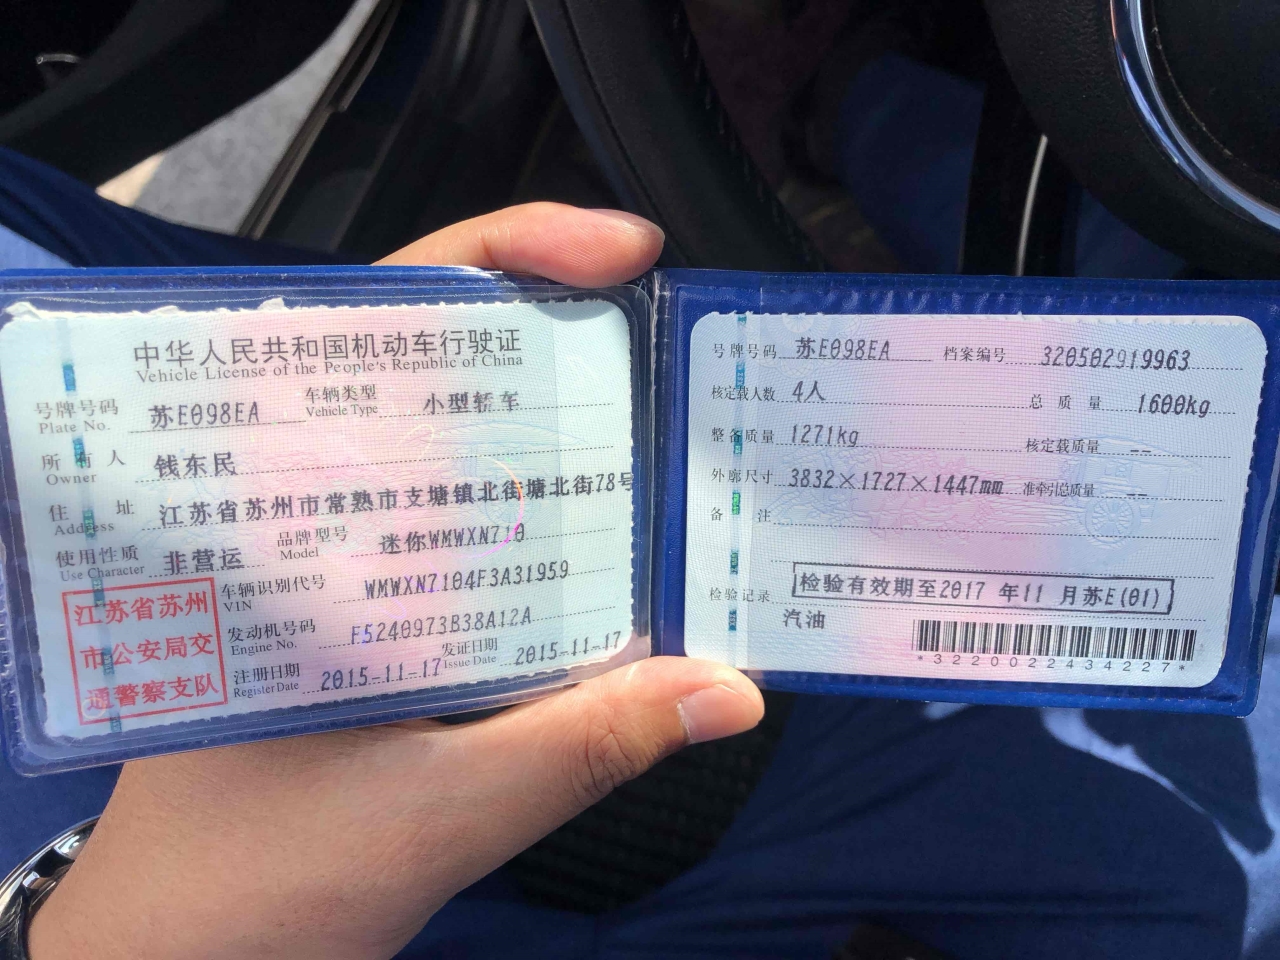 中华人民共和国机动车行驶证
Vehicle License of the People's Republic of China
号牌号码 苏E098EA 车辆类型 小型轿车
Plate No. Vehicle Type
所有人 钱东民
Owner
住址 江苏省苏州市常熟市支塘镇北街塘北街78号
Address
使用性质 非营运 品牌型号 迷你WMWXN710
Use Character Model
江苏省苏州
市公安局交
通警察支队
车辆识别代号 WMWXN7104F3A31959
VIN
发动机号码 F5240973B38A12A
Engine No.
注册日期 2015-11-17 发证日期 2015-11-17
Register Date Issue Date
号牌号码 苏E098EA 档案编号 320502919963
核定载人数 4人 总质量 1600kg
整备质量 1271kg 核定载质量 --
外廓尺寸 3832×1727×1447mm 准牵引总质量 --
备注
检验记录 检验有效期至2017年11月苏E(01)
汽油
*3220022434227*